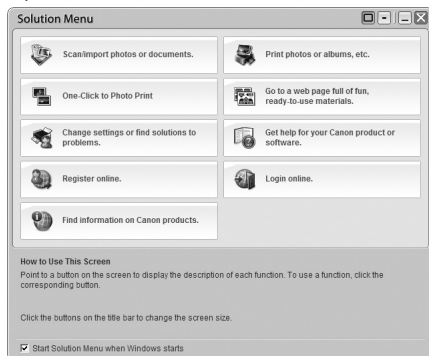 Solution Menu
Scan/import photos or documents.
Print photos or albums, etc.
One-Click to Photo Print
Go to a web page full of fun,
ready-to-use materials.
Change settings or find solutions to
problems.
Get help for your Canon product or
software.
Register online.
Login online.
Find information on Canon products.
How to Use This Screen
Point to a button on the screen to display the description of each function. To use a function, click the
corresponding button.
Click the buttons on the title bar to change the screen size.
Start Solution Menu when Windows starts